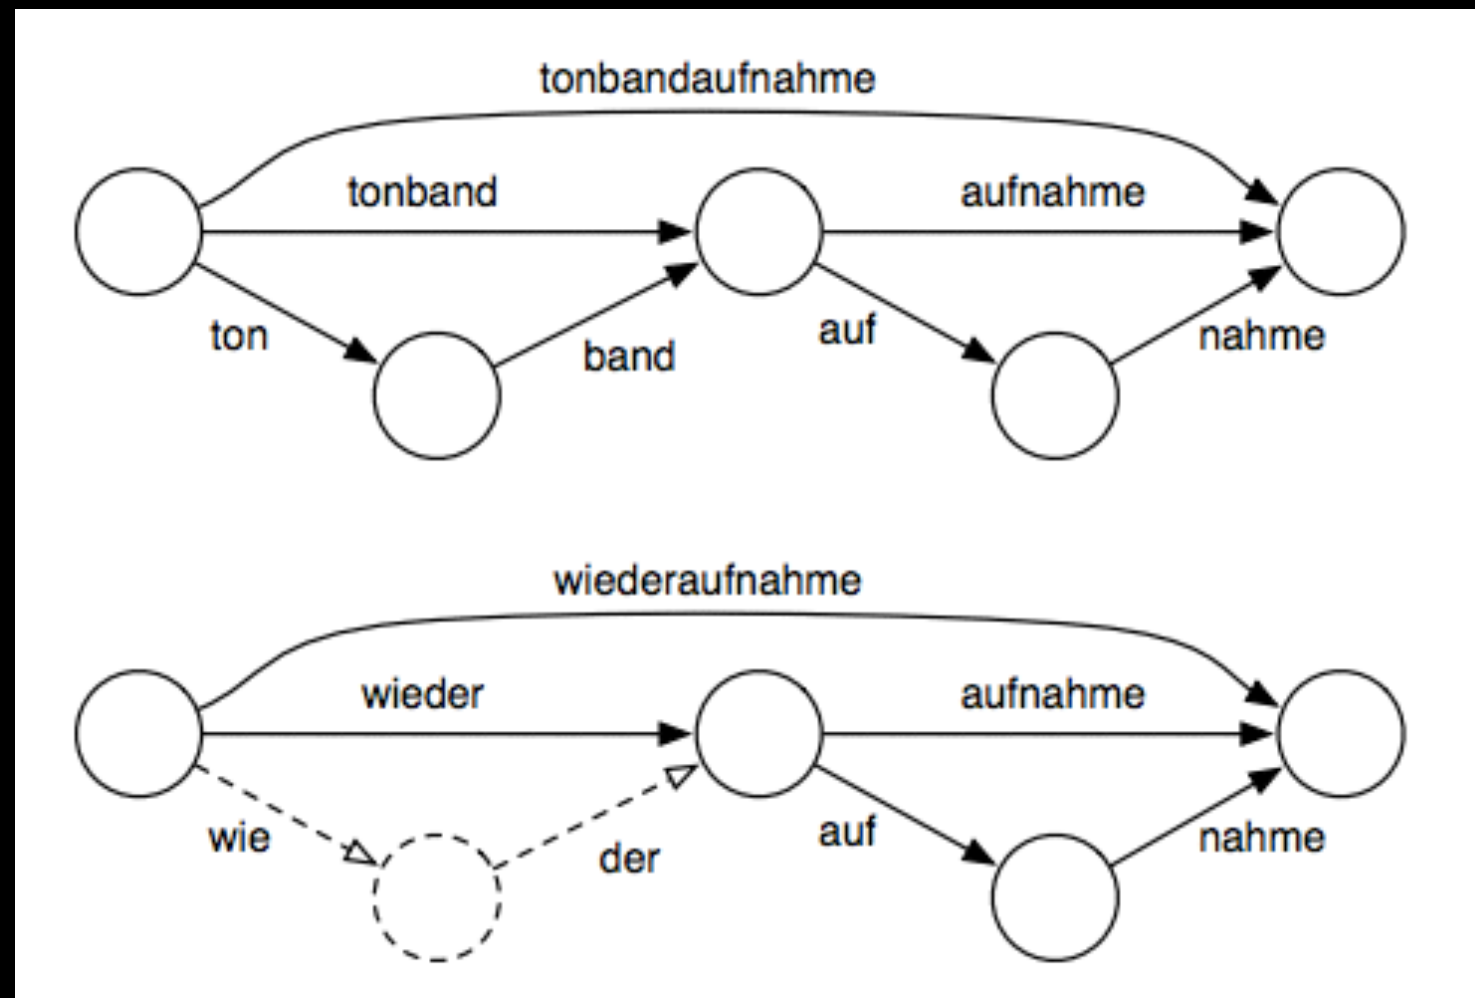 tonbandaufnahme
tonband
aufnahme
ton
band
auf
nahme
wiederaufnahme
wieder
aufnahme
wie
der
auf
nahme